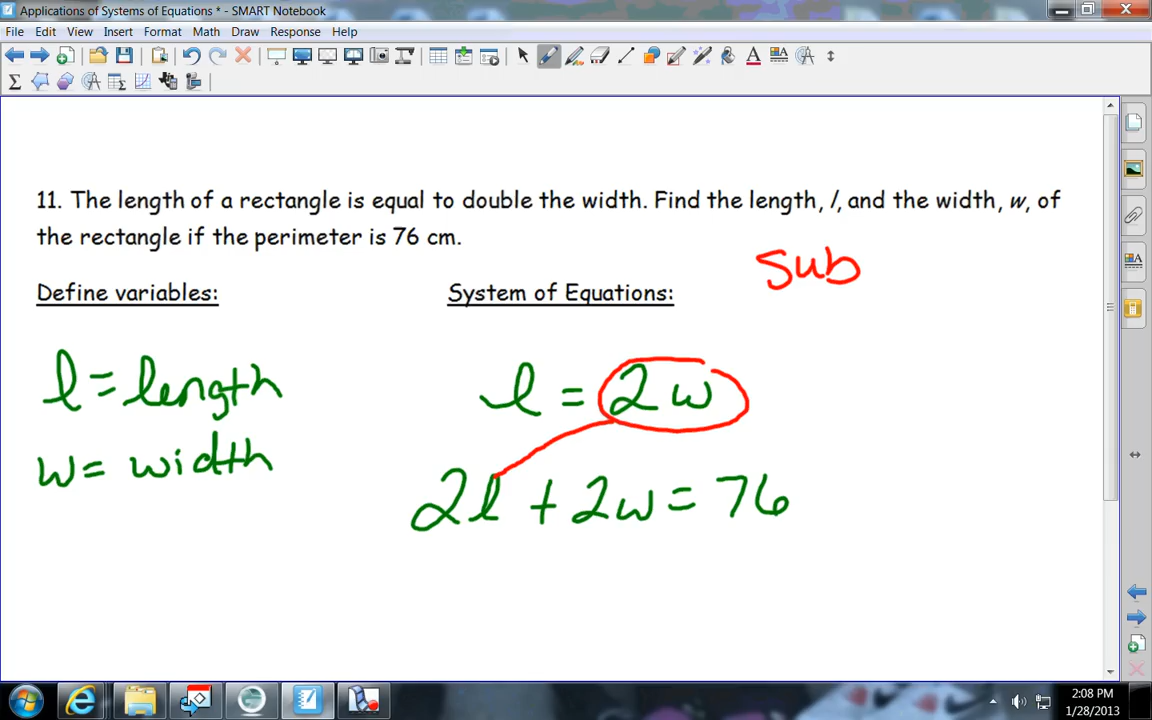 Applications of Systems of Equations * - SMART Notebook
File Edit View Insert Format Math Draw Response Help
11. The length of a rectangle is equal to double the width. Find the length, l, and the width, w, of
the rectangle if the perimeter is 76 cm.
sub
Define variables: System of Equations:
l = length
l = 2w
w = width
2l + 2w = 76
2:08 PM
1/28/2013